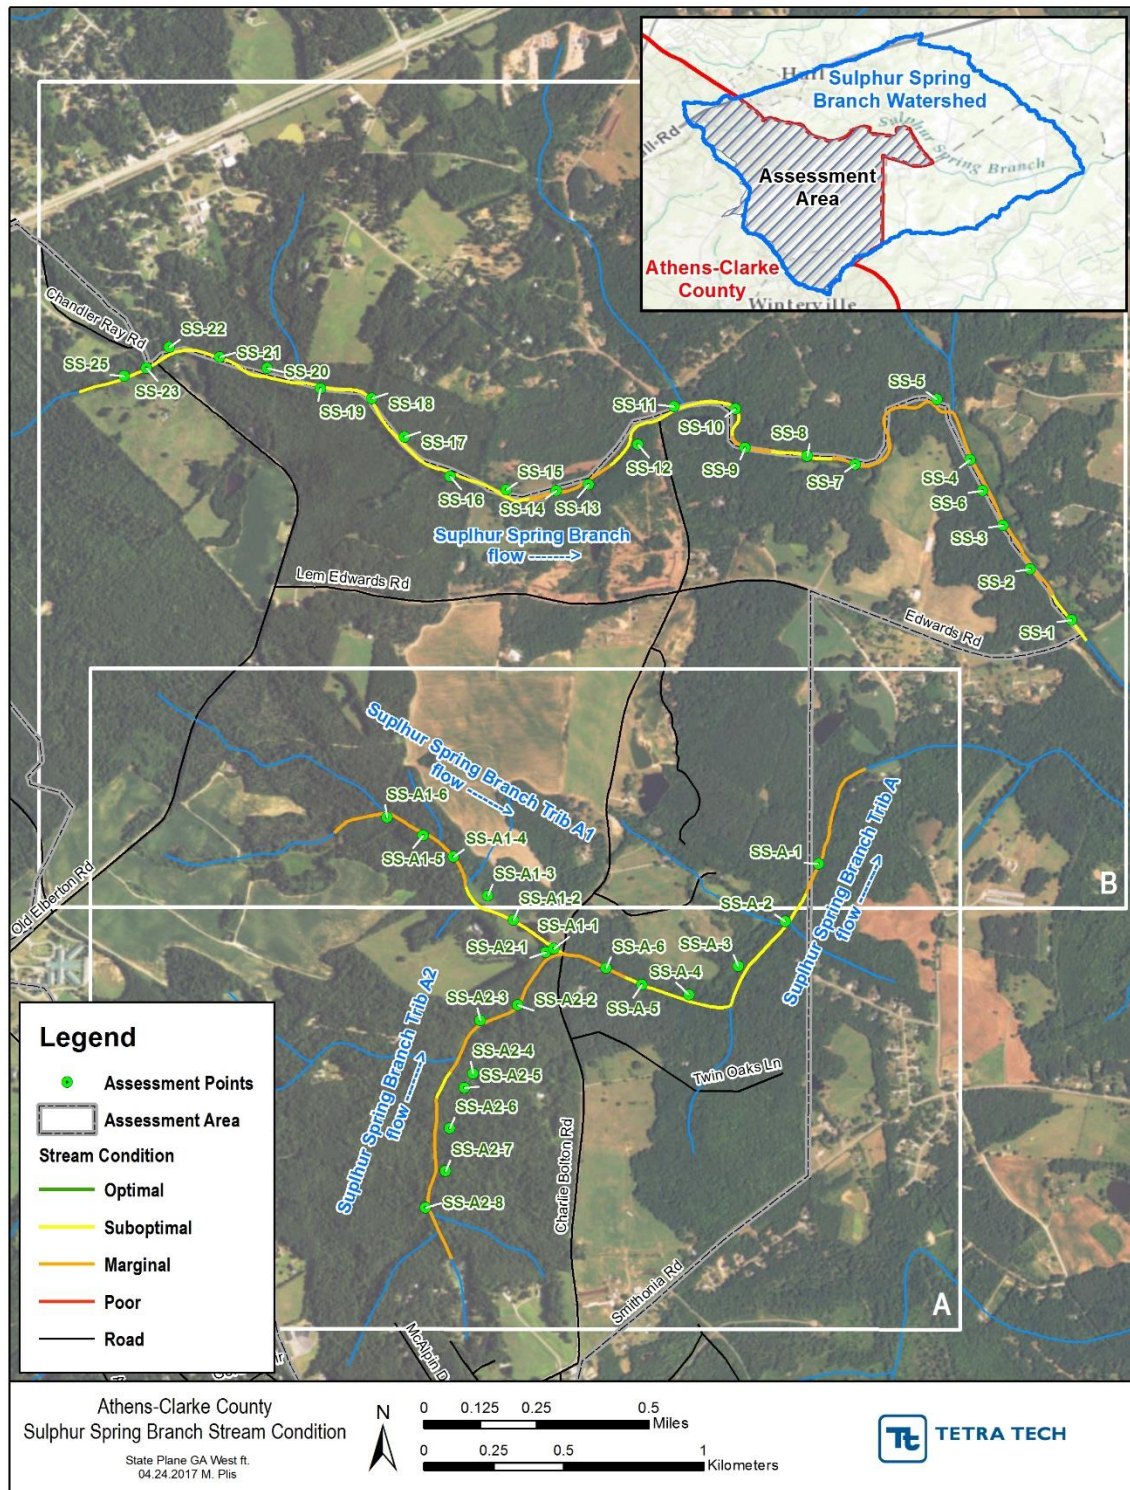 Sulphur Spring
Branch Watershed
Sulphur Spring
Branch
Assessment
Area
Athens-Clarke
County
Winterville
Chandler Ray Rd
SS-25
SS-23
SS-22
SS-21
SS-20
SS-19
SS-18
SS-17
SS-16
SS-15
SS-14
SS-13
SS-12
SS-11
SS-10
SS-9
SS-8
SS-7
SS-5
SS-4
SS-6
SS-3
SS-2
SS-1
Suplhur Spring Branch
flow ------->
Lem Edwards Rd
Edwards Rd
Suplhur Spring Branch Trib A1
flow ------->
SS-A1-6
SS-A1-5
SS-A1-4
SS-A1-3
SS-A1-2
SS-A1-1
SS-A2-1
SS-A-1
SS-A-2
SS-A-3
SS-A-4
SS-A-5
SS-A-6
Suplhur Spring Branch Trib A
flow ------->
B
Old Elberton Rd
SS-A2-2
SS-A2-3
SS-A2-4
SS-A2-5
SS-A2-6
SS-A2-7
SS-A2-8
Suplhur Spring Branch Trib A2
flow ------->
Twin Oaks Ln
Charlie Bolton Rd
Smithonia Rd
A
Legend
Assessment Points
Assessment Area
Stream Condition
Optimal
Suboptimal
Marginal
Poor
Road
Athens-Clarke County
Sulphur Spring Branch Stream Condition
State Plane GA West ft.
04.24.2017 M. Plis
N
0 0.125 0.25 0.5
Miles
0 0.25 0.5 1
Kilometers
Tt TETRA TECH